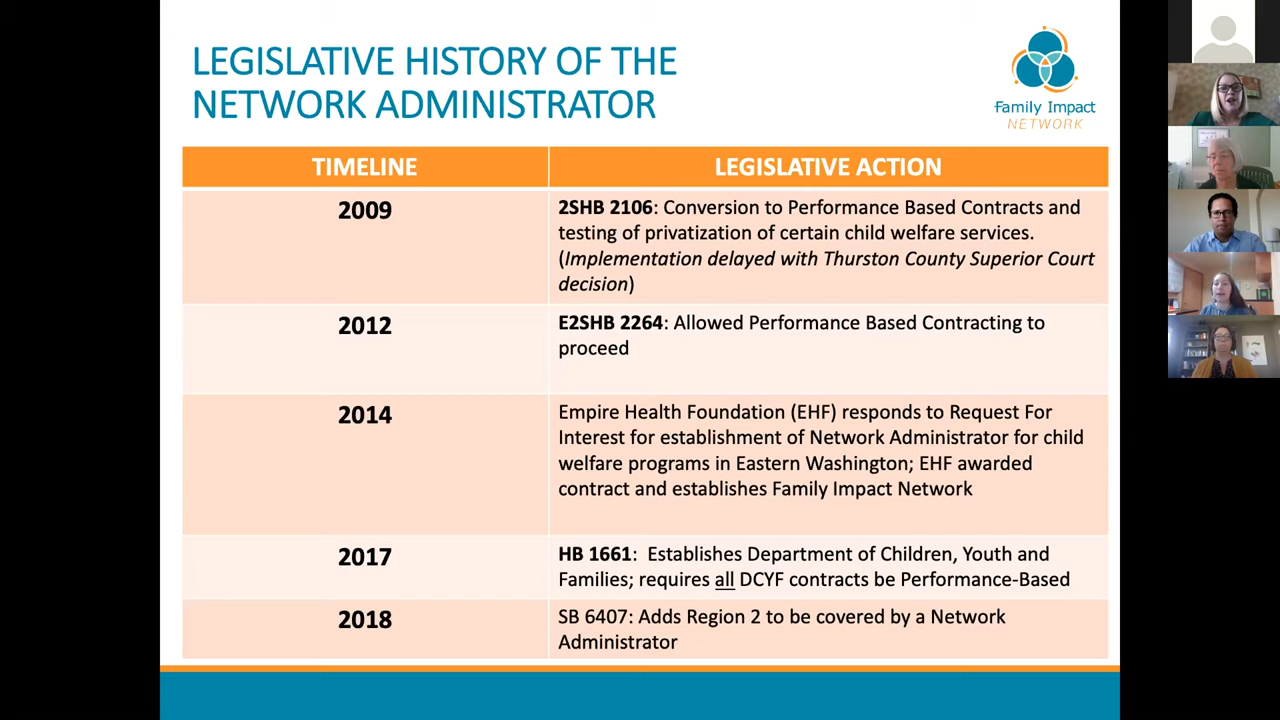 LEGISLATIVE HISTORY OF THE
NETWORK ADMINISTRATOR
Family Impact
NETWORK
TIMELINE
LEGISLATIVE ACTION
2009
2SHB 2106: Conversion to Performance Based Contracts and
testing of privatization of certain child welfare services.
(Implementation delayed with Thurston County Superior Court
decision)
2012
E2SHB 2264: Allowed Performance Based Contracting to
proceed
2014
Empire Health Foundation (EHF) responds to Request For
Interest for establishment of Network Administrator for child
welfare programs in Eastern Washington; EHF awarded
contract and establishes Family Impact Network
2017
HB 1661: Establishes Department of Children, Youth and
Families; requires all DCYF contracts be Performance-Based
2018
SB 6407: Adds Region 2 to be covered by a Network
Administrator